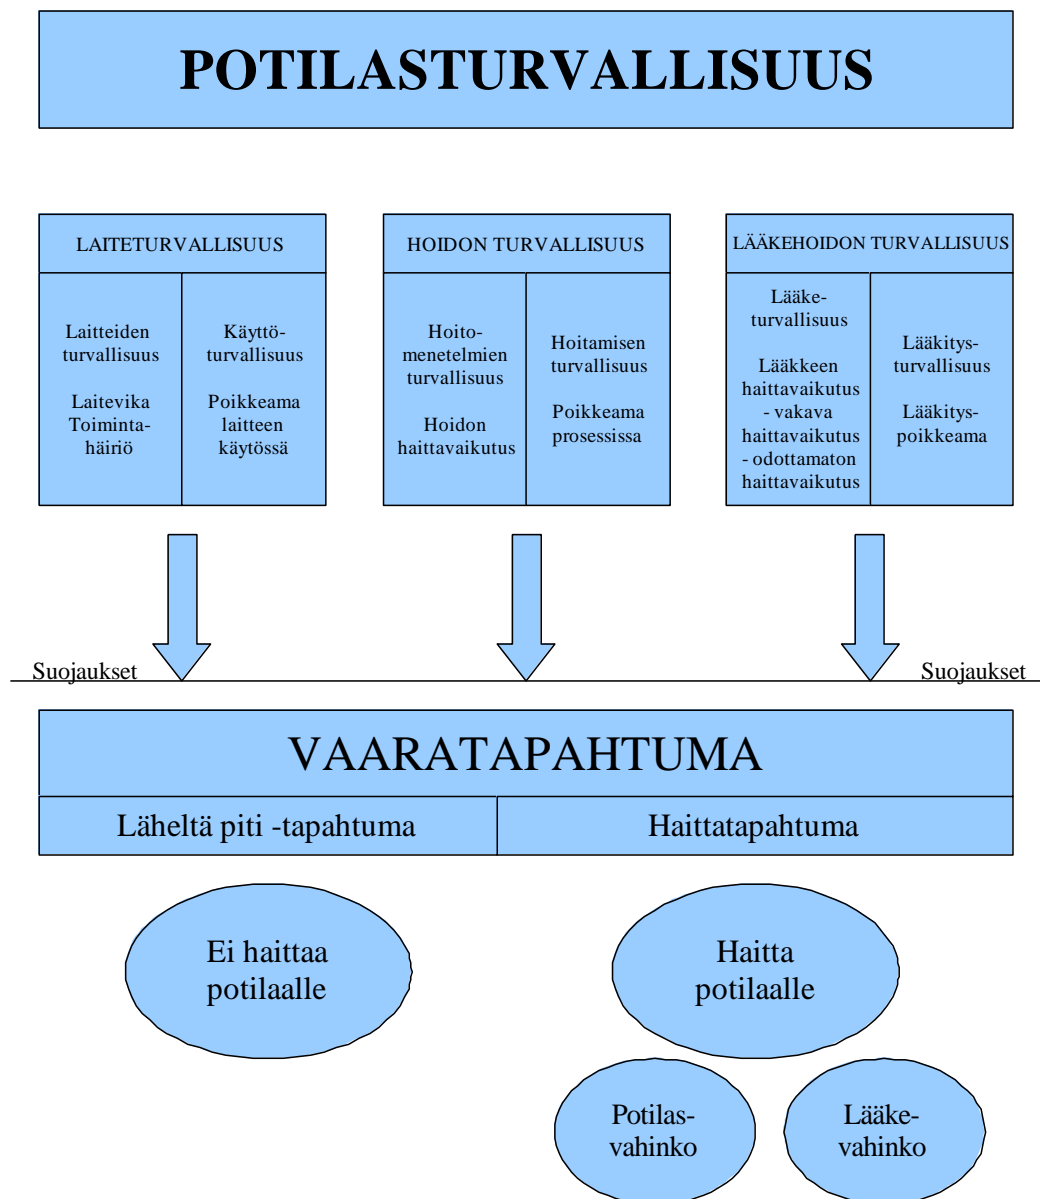 POTILASTURVALLISUUS
LAITETURVALLISUUS
Laitteiden
turvallisuus
Laitevika
Toiminta-
häiriö
Käyttö-
turvallisuus
Poikkeama
laitteen
käytössä
HOIDON TURVALLISUUS
Hoito-
menetelmien
turvallisuus
Hoidon
haittavaikutus
Hoitamisen
turvallisuus
Poikkeama
prosessissa
LÄÄKEHOIDON TURVALLISUUS
Lääke-
turvallisuus
Lääkkeen
haittavaikutus
- vakava
haittavaikutus
- odottamaton
haittavaikutus
Lääkitys-
turvallisuus
Lääkitys-
poikkeama
Suojaukset
Suojaukset
VAARATAPAHTUMA
Läheltä piti -tapahtuma
Haittatapahtuma
Ei haittaa
potilaalle
Haitta
potilaalle
Potilas-
vahinko
Lääke-
vahinko